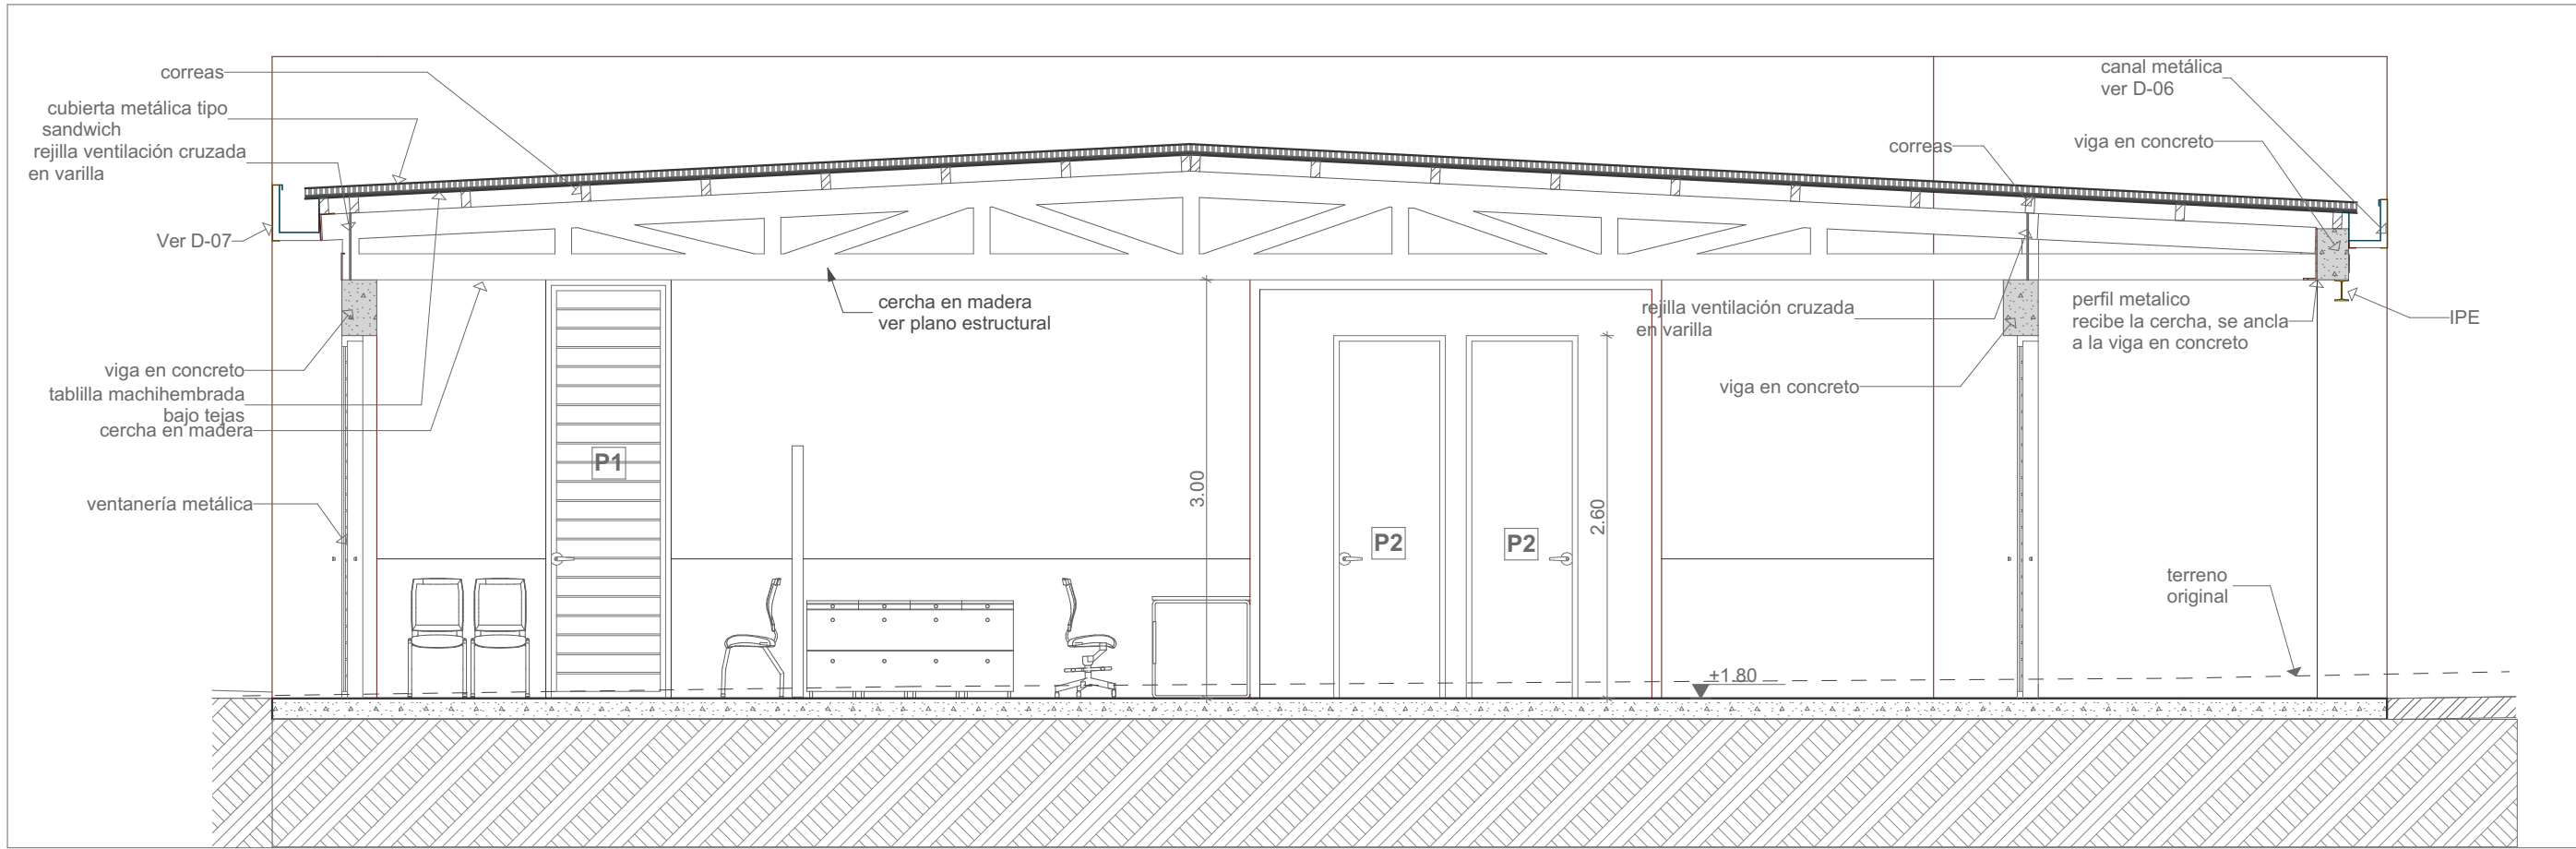 correas
cubierta metálica tipo
sandwich
rejilla ventilación cruzada
en varilla
Ver D-07
viga en concreto
tablilla machihembrada
bajo tejas
cercha en madera
ventanería metálica
P1
cercha en madera
ver plano estructural
3.00
P2
P2
2.60
+1.80
rejilla ventilación cruzada
en varilla
viga en concreto
correas
canal metálica
ver D-06
viga en concreto
perfil metalico
recibe la cercha, se ancla
a la viga en concreto
IPE
terreno
original